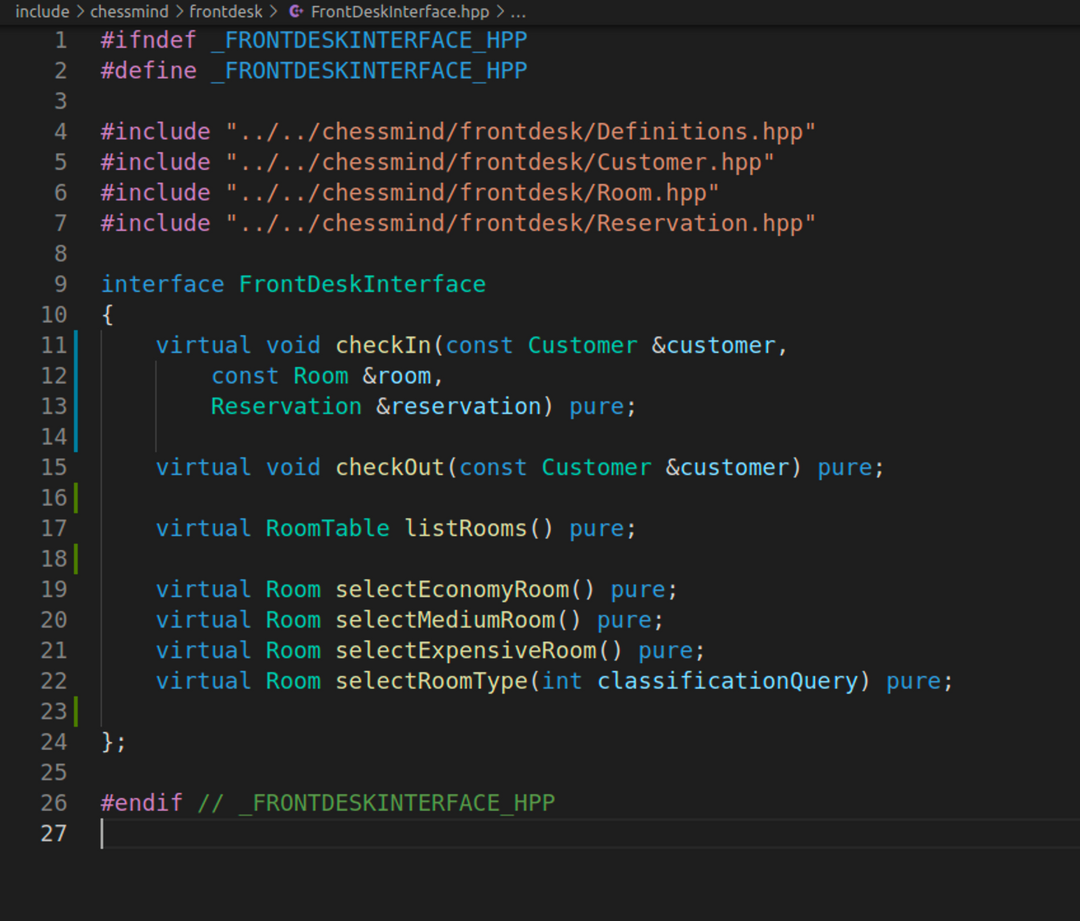 include > chessmind > frontdesk > FrontDeskInterface.hpp > ...
1 #ifndef _FRONTDESKINTERFACE_HPP
2 #define _FRONTDESKINTERFACE_HPP
3
4 #include "../../chessmind/frontdesk/Definitions.hpp"
5 #include "../../chessmind/frontdesk/Customer.hpp"
6 #include "../../chessmind/frontdesk/Room.hpp"
7 #include "../../chessmind/frontdesk/Reservation.hpp"
8
9 interface FrontDeskInterface
10 {
11     virtual void checkIn(const Customer &customer,
12         const Room &room,
13         Reservation &reservation) pure;
14
15     virtual void checkOut(const Customer &customer) pure;
16
17     virtual RoomTable listRooms() pure;
18
19     virtual Room selectEconomyRoom() pure;
20     virtual Room selectMediumRoom() pure;
21     virtual Room selectExpensiveRoom() pure;
22     virtual Room selectRoomType(int classificationQuery) pure;
23
24 };
25
26 #endif // _FRONTDESKINTERFACE_HPP
27